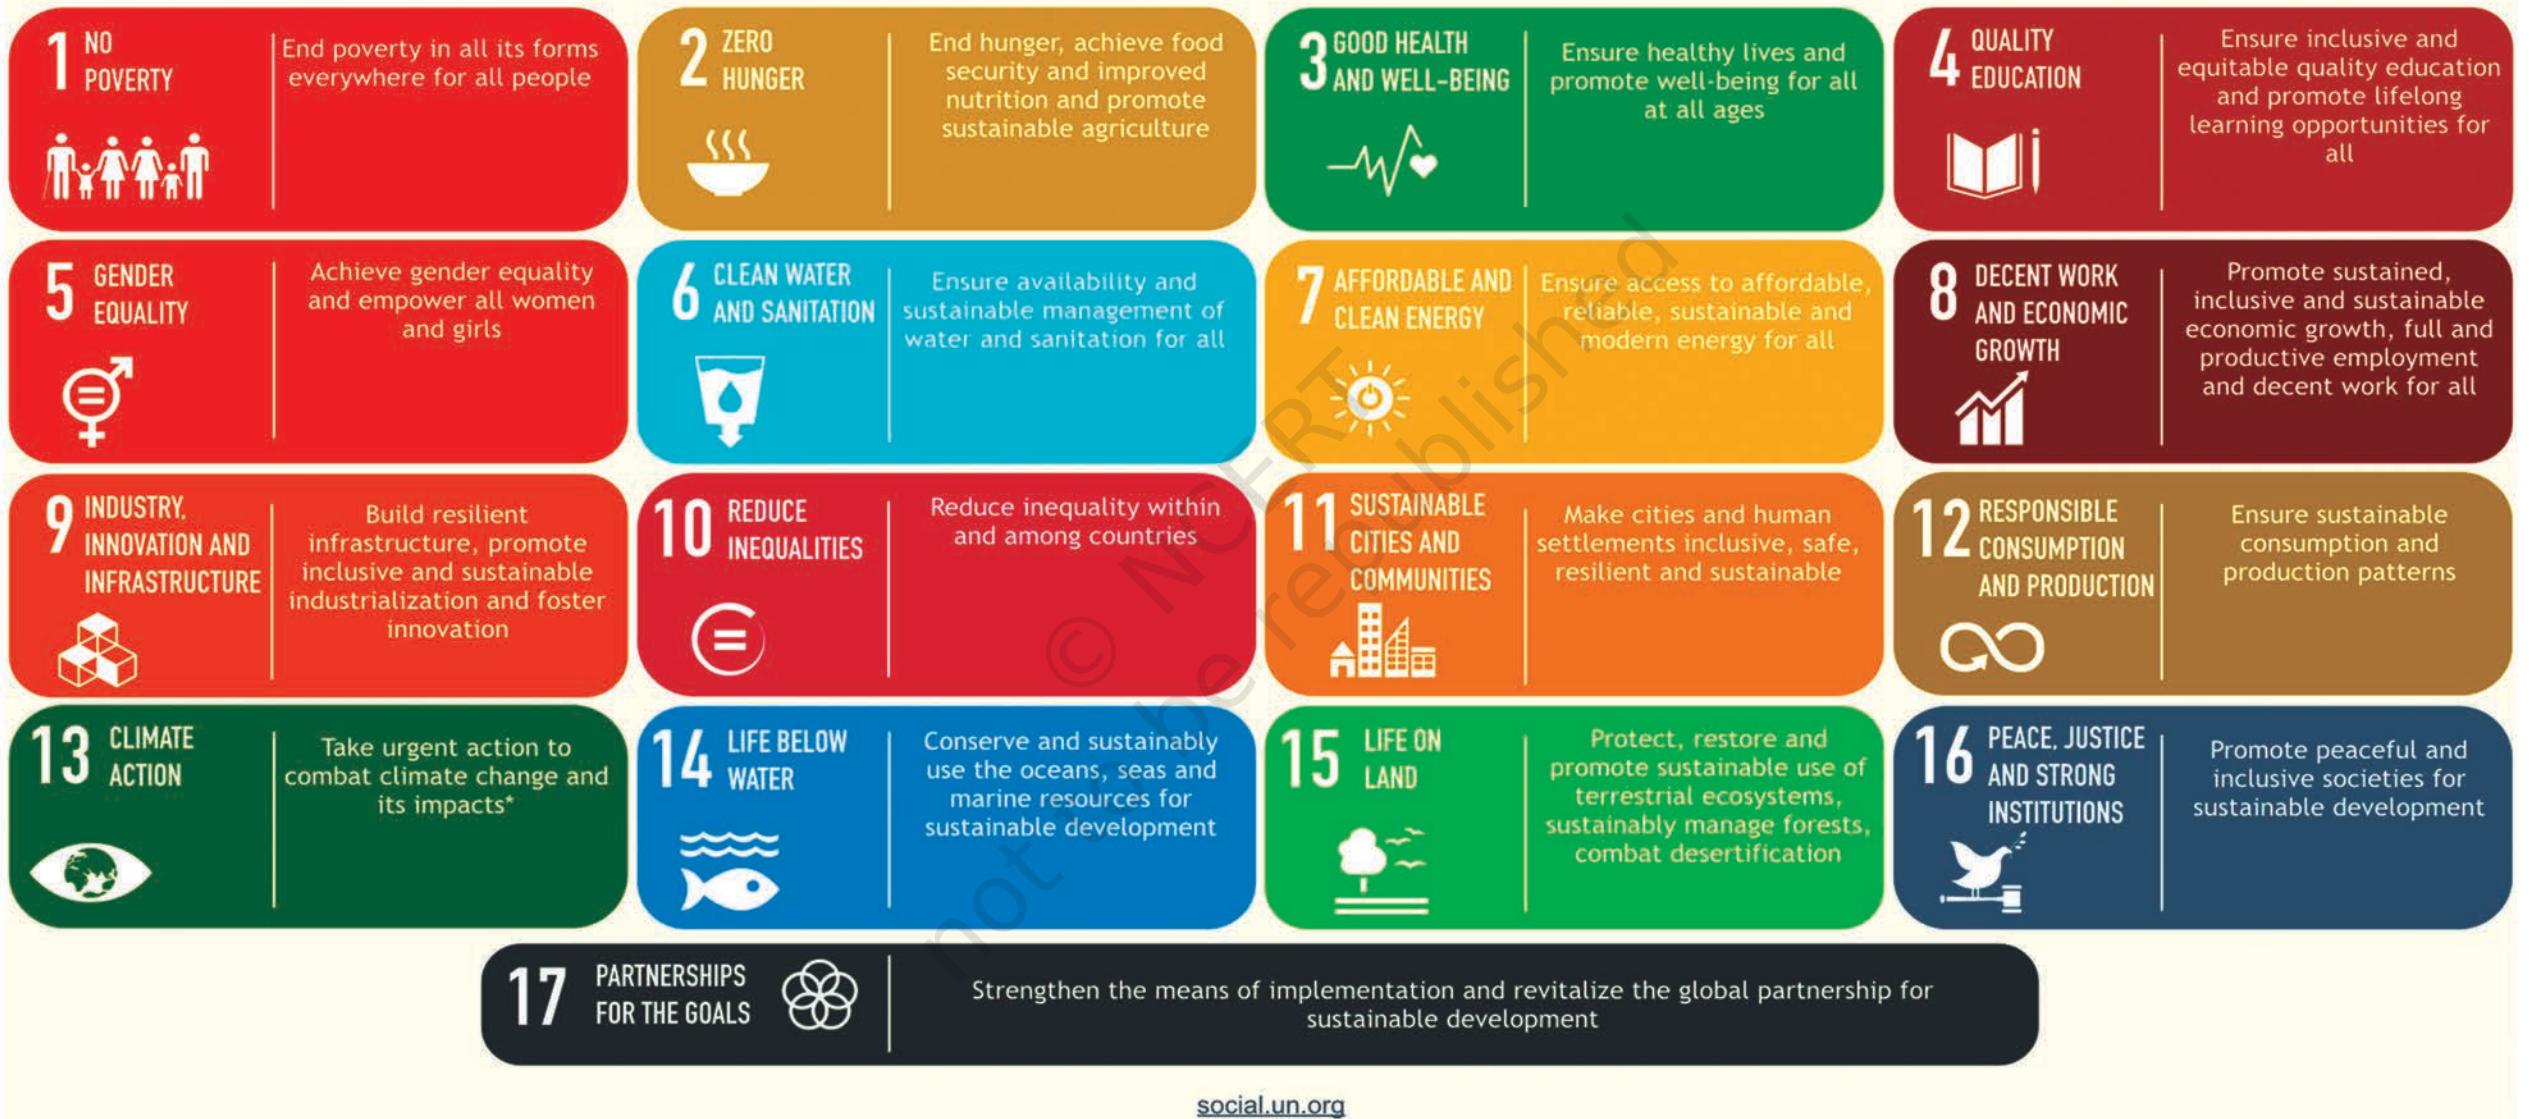 1 NO
POVERTY
End poverty in all its forms
everywhere for all people
2 ZERO
HUNGER
End hunger, achieve food
security and improved
nutrition and promote
sustainable agriculture
3 GOOD HEALTH
AND WELL-BEING
Ensure healthy lives and
promote well-being for all
at all ages
4 QUALITY
EDUCATION
Ensure inclusive and
equitable quality education
and promote lifelong
learning opportunities for
all
5 GENDER
EQUALITY
Achieve gender equality
and empower all women
and girls
6 CLEAN WATER
AND SANITATION
Ensure availability and
sustainable management of
water and sanitation for all
7 AFFORDABLE AND
CLEAN ENERGY
Ensure access to affordable,
reliable, sustainable and
modern energy for all
8 DECENT WORK
AND ECONOMIC
GROWTH
Promote sustained,
inclusive and sustainable
economic growth, full and
productive employment
and decent work for all
9 INDUSTRY,
INNOVATION AND
INFRASTRUCTURE
Build resilient
infrastructure, promote
inclusive and sustainable
industrialization and foster
innovation
10 REDUCE
INEQUALITIES
Reduce inequality within
and among countries
11 SUSTAINABLE
CITIES AND
COMMUNITIES
Make cities and human
settlements inclusive, safe,
resilient and sustainable
12 RESPONSIBLE
CONSUMPTION
AND PRODUCTION
Ensure sustainable
consumption and
production patterns
13 CLIMATE
ACTION
Take urgent action to
combat climate change and
its impacts*
14 LIFE BELOW
WATER
Conserve and sustainably
use the oceans, seas and
marine resources for
sustainable development
15 LIFE ON
LAND
Protect, restore and
promote sustainable use of
terrestrial ecosystems,
sustainably manage forests,
combat desertification
16 PEACE, JUSTICE
AND STRONG
INSTITUTIONS
Promote peaceful and
inclusive societies for
sustainable development
17 PARTNERSHIPS
FOR THE GOALS
Strengthen the means of implementation and revitalize the global partnership for
sustainable development
social.un.org
© NCERT
not to be republished